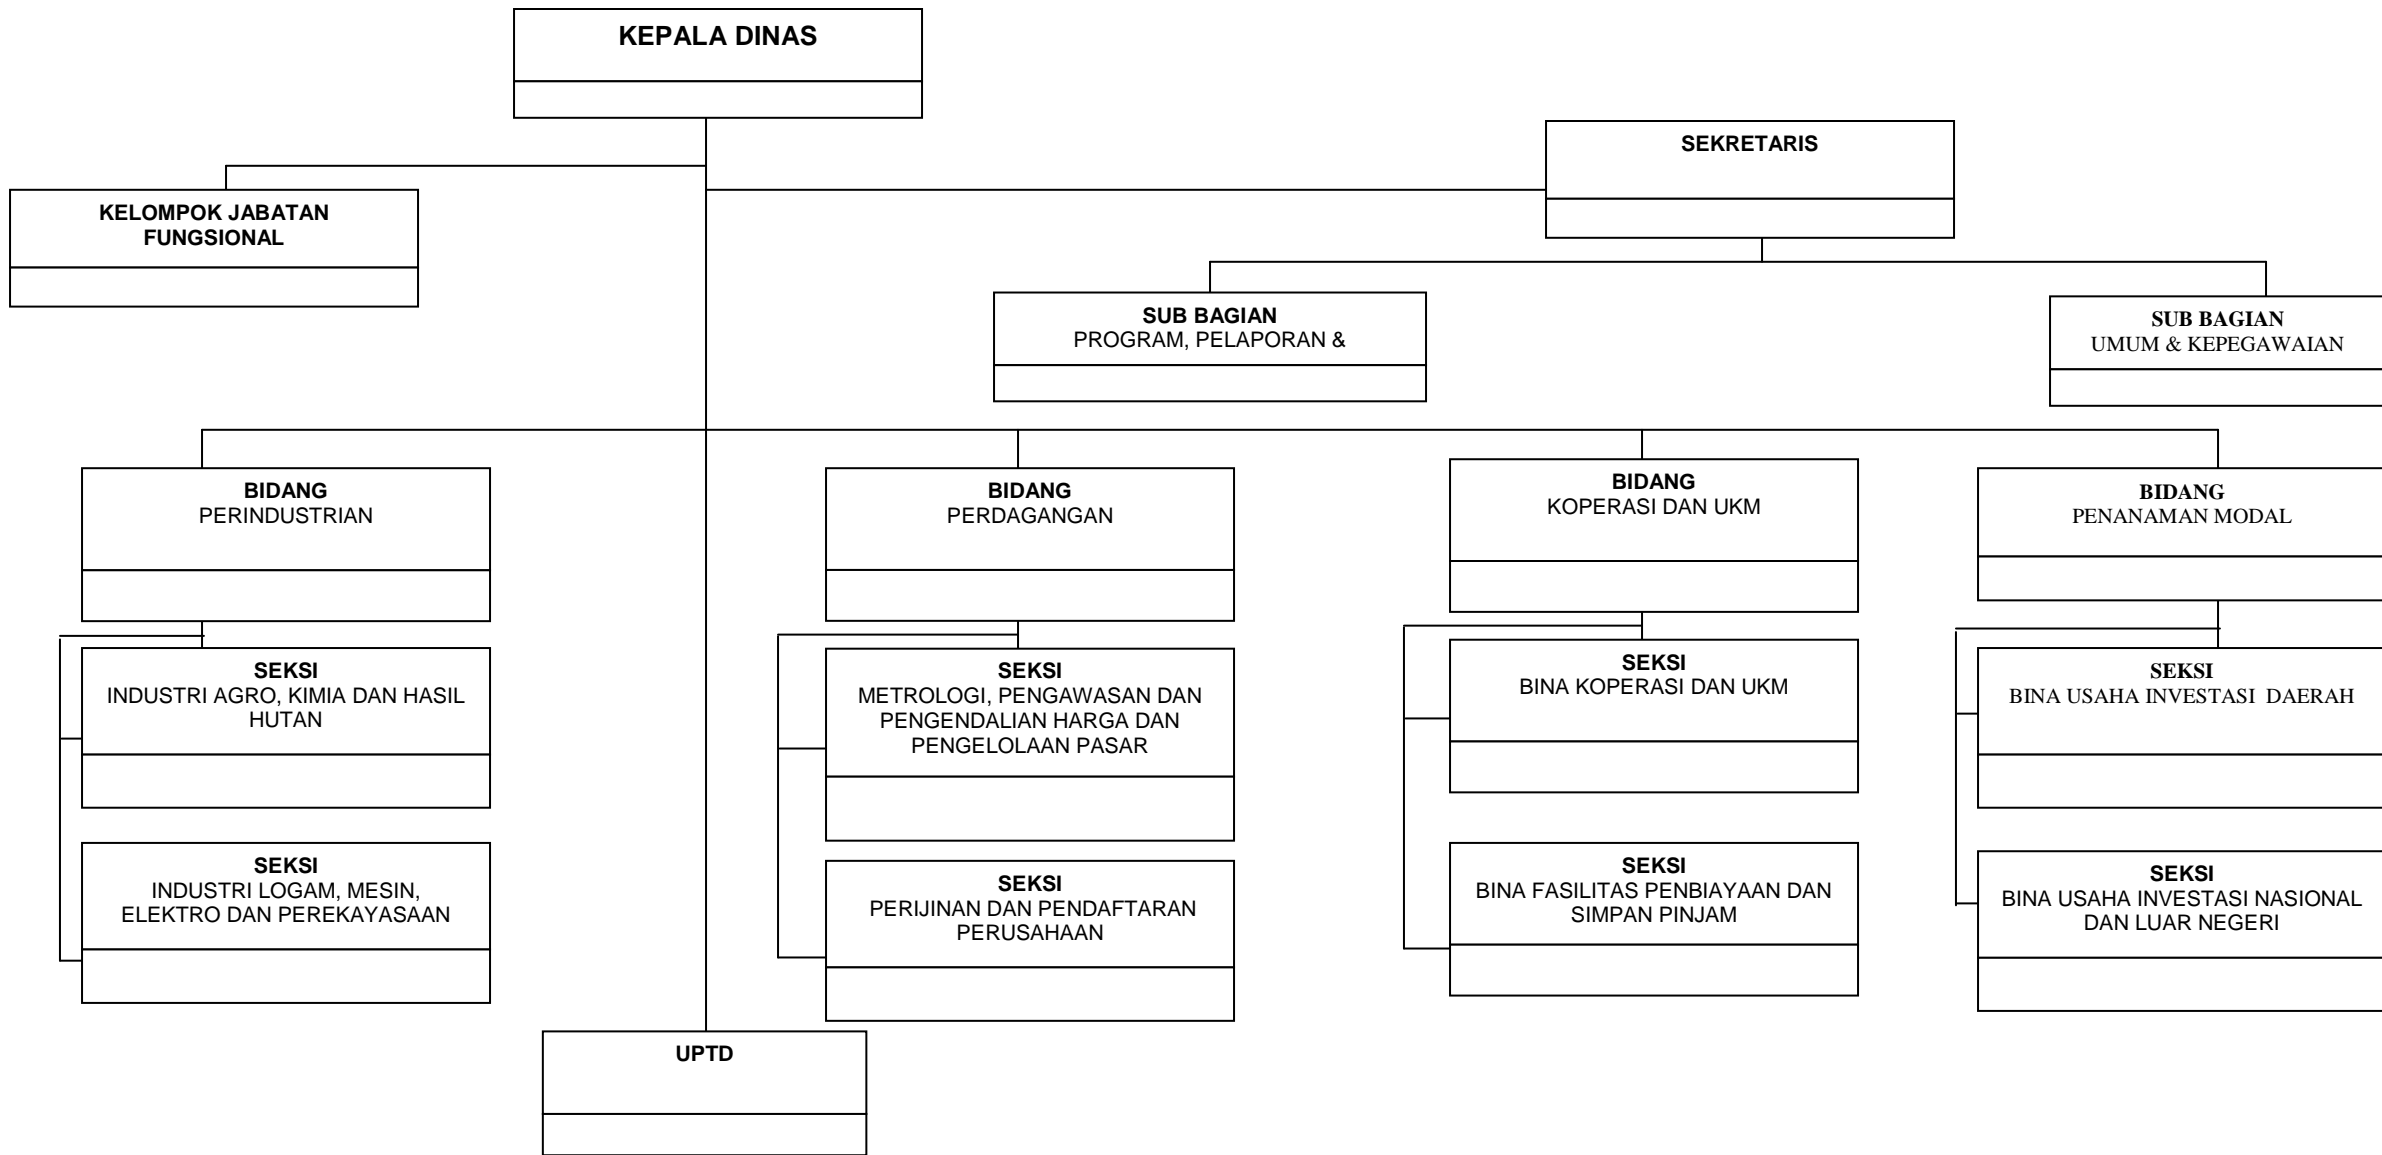 KEPALA DINAS
SEKRETARIS
KELOMPOK JABATAN
FUNGSIONAL
SUB BAGIAN
PROGRAM, PELAPORAN &
SUB BAGIAN
UMUM & KEPEGAWAIAN
BIDANG
PERINDUSTRIAN
BIDANG
PERDAGANGAN
BIDANG
KOPERASI DAN UKM
BIDANG
PENANAMAN MODAL
SEKSI
INDUSTRI AGRO, KIMIA DAN HASIL
HUTAN
SEKSI
METROLOGI, PENGAWASAN DAN
PENGENDALIAN HARGA DAN
PENGELOLAAN PASAR
SEKSI
BINA KOPERASI DAN UKM
SEKSI
BINA USAHA INVESTASI DAERAH
SEKSI
INDUSTRI LOGAM, MESIN,
ELEKTRO DAN PEREKAYASAAN
SEKSI
PERIJINAN DAN PENDAFTARAN
PERUSAHAAN
SEKSI
BINA FASILITAS PENBIAYAAN DAN
SIMPAN PINJAM
SEKSI
BINA USAHA INVESTASI NASIONAL
DAN LUAR NEGERI
UPTD